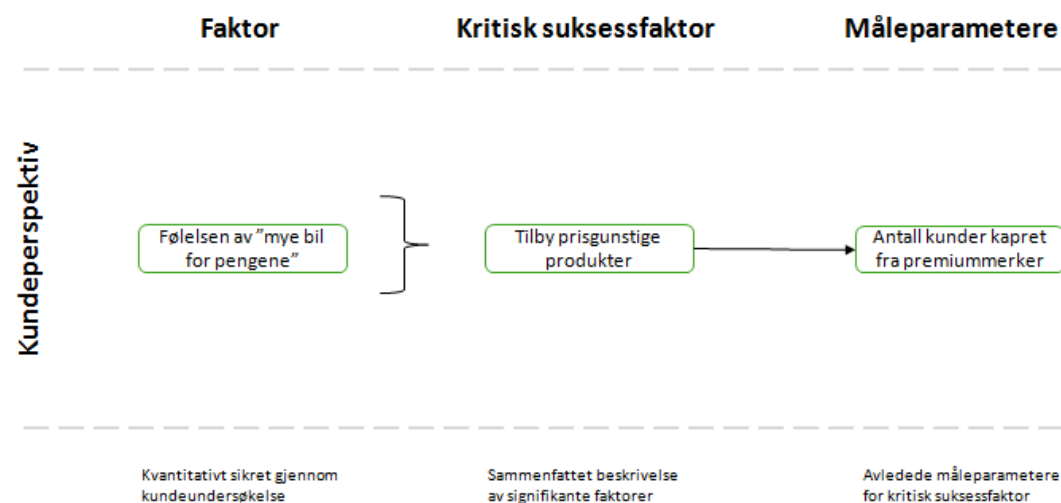 Faktor
Kritisk suksessfaktor
Måleparametere
Kundeperspektiv
Følelsen av ”mye bil
for pengene”
Tilby prisgunstige
produkter
Antall kunder kapret
fra premiummerker
Kvantitativt sikret gjennom
kundeundersøkelse
Sammenfattet beskrivelse
av signifikante faktorer
Avledede måleparametere
for kritisk suksessfaktor